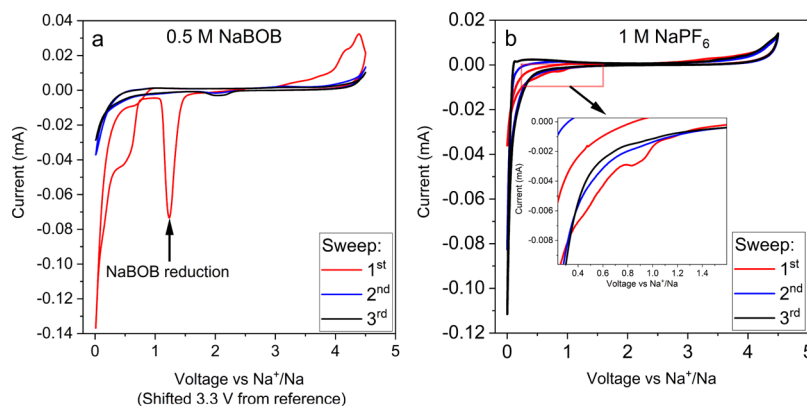 a
0.5 M NaBOB
0.04
0.02
0.00
-0.02
-0.04
-0.06
-0.08
-0.10
-0.12
-0.14
Current (mA)
NaBOB reduction
Sweep:
1st
2nd
3rd
0
1
2
3
4
5
Voltage vs Na+/Na
(Shifted 3.3 V from reference)
b
1 M NaPF6
0.02
0.00
-0.02
-0.04
-0.06
-0.08
-0.10
-0.12
Current (mA)
0.000
-0.002
-0.004
-0.006
-0.008
Current (mA)
0.4
0.6
0.8
1.0
1.2
1.4
Voltage vs Na+/Na
Sweep:
1st
2nd
3rd
0
1
2
3
4
5
Voltage vs Na+/Na